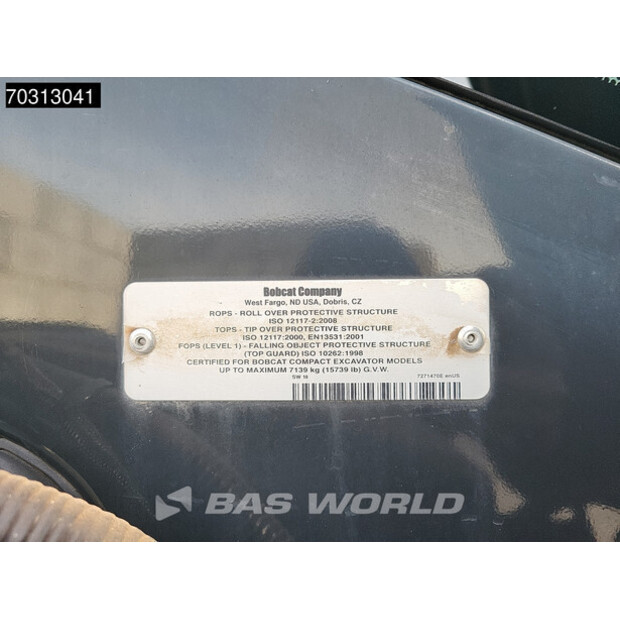 70313041
Bobcat Company
West Fargo, ND USA, Dobris, CZ
ROPS - ROLL OVER PROTECTIVE STRUCTURE
ISO 12117-2:2008
TOPS - TIP OVER PROTECTIVE STRUCTURE
ISO 12117:2000, EN13531:2001
FOPS (LEVEL 1) - FALLING OBJECT PROTECTIVE STRUCTURE
(TOP GUARD) ISO 10262:1998
CERTIFIED FOR BOBCAT COMPACT EXCAVATOR MODELS
UP TO MAXIMUM 7139 kg (15739 lb) G.V.W.
BAS WORLD